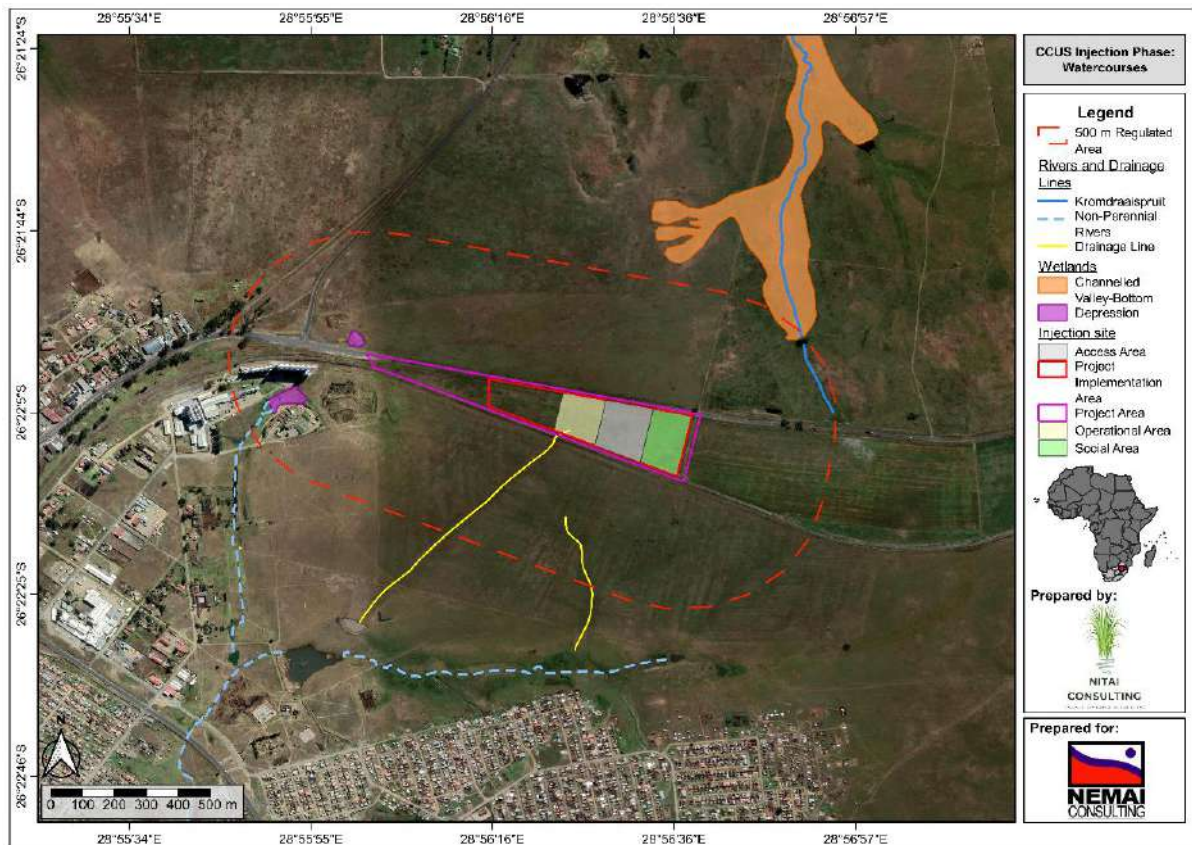 28°55'34"E 28°55'55"E 28°56'16"E 28°56'36"E 28°56'57"E
26°21'24"S
26°21'44"S
26°22'5"S
26°22'25"S
26°22'46"S
N
0 100 200 300 400 500 m
28°55'34"E 28°55'55"E 28°56'16"E 28°56'36"E 28°56'57"E
CCUS Injection Phase:
Watercourses
Legend
500 m Regulated
Area
Rivers and Drainage
Lines
Kromdraaispruit
Non-Perennial
Rivers
Drainage Line
Wetlands
Channelled
Valley-Bottom
Depression
Injection site
Access Area
Project
Implementation
Area
Project Area
Operational Area
Social Area
Prepared by:
NITAI
CONSULTING
Prepared for:
NEMAI
CONSULTING